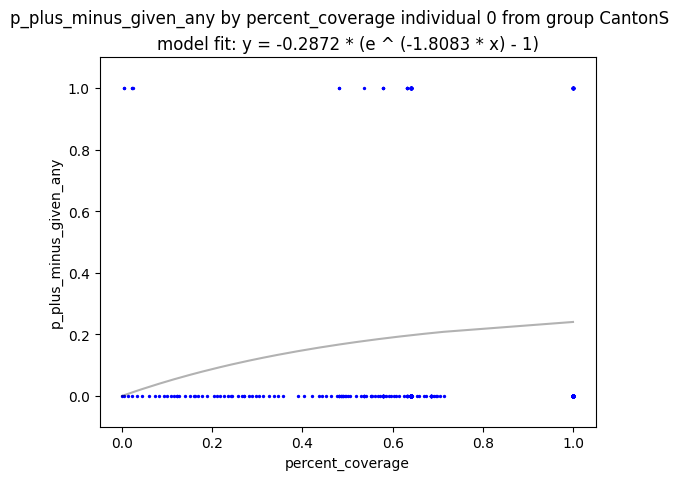 p_plus_minus_given_any by percent_coverage individual 0 from group CantonS
model fit: y = -0.2872 * (e ^ (-1.8083 * x) - 1)
1.0
0.8
0.6
0.4
0.2
0.0
p_plus_minus_given_any
0.0 0.2 0.4 0.6 0.8 1.0
percent_coverage